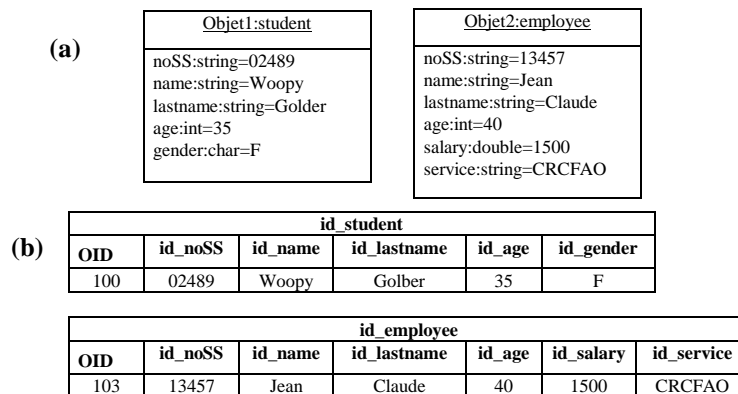 (a)
Objet1:student
noSS:string=02489
name:string=Woopy
lastname:string=Golder
age:int=35
gender:char=F
Objet2:employee
noSS:string=13457
name:string=Jean
lastname:string=Claude
age:int=40
salary:double=1500
service:string=CRCFAO
(b)
id_student
OID id_noSS id_name id_lastname id_age id_gender
100 02489 Woopy Golber 35 F
id_employee
OID id_noSS id_name id_lastname id_age id_salary id_service
103 13457 Jean Claude 40 1500 CRCFAO